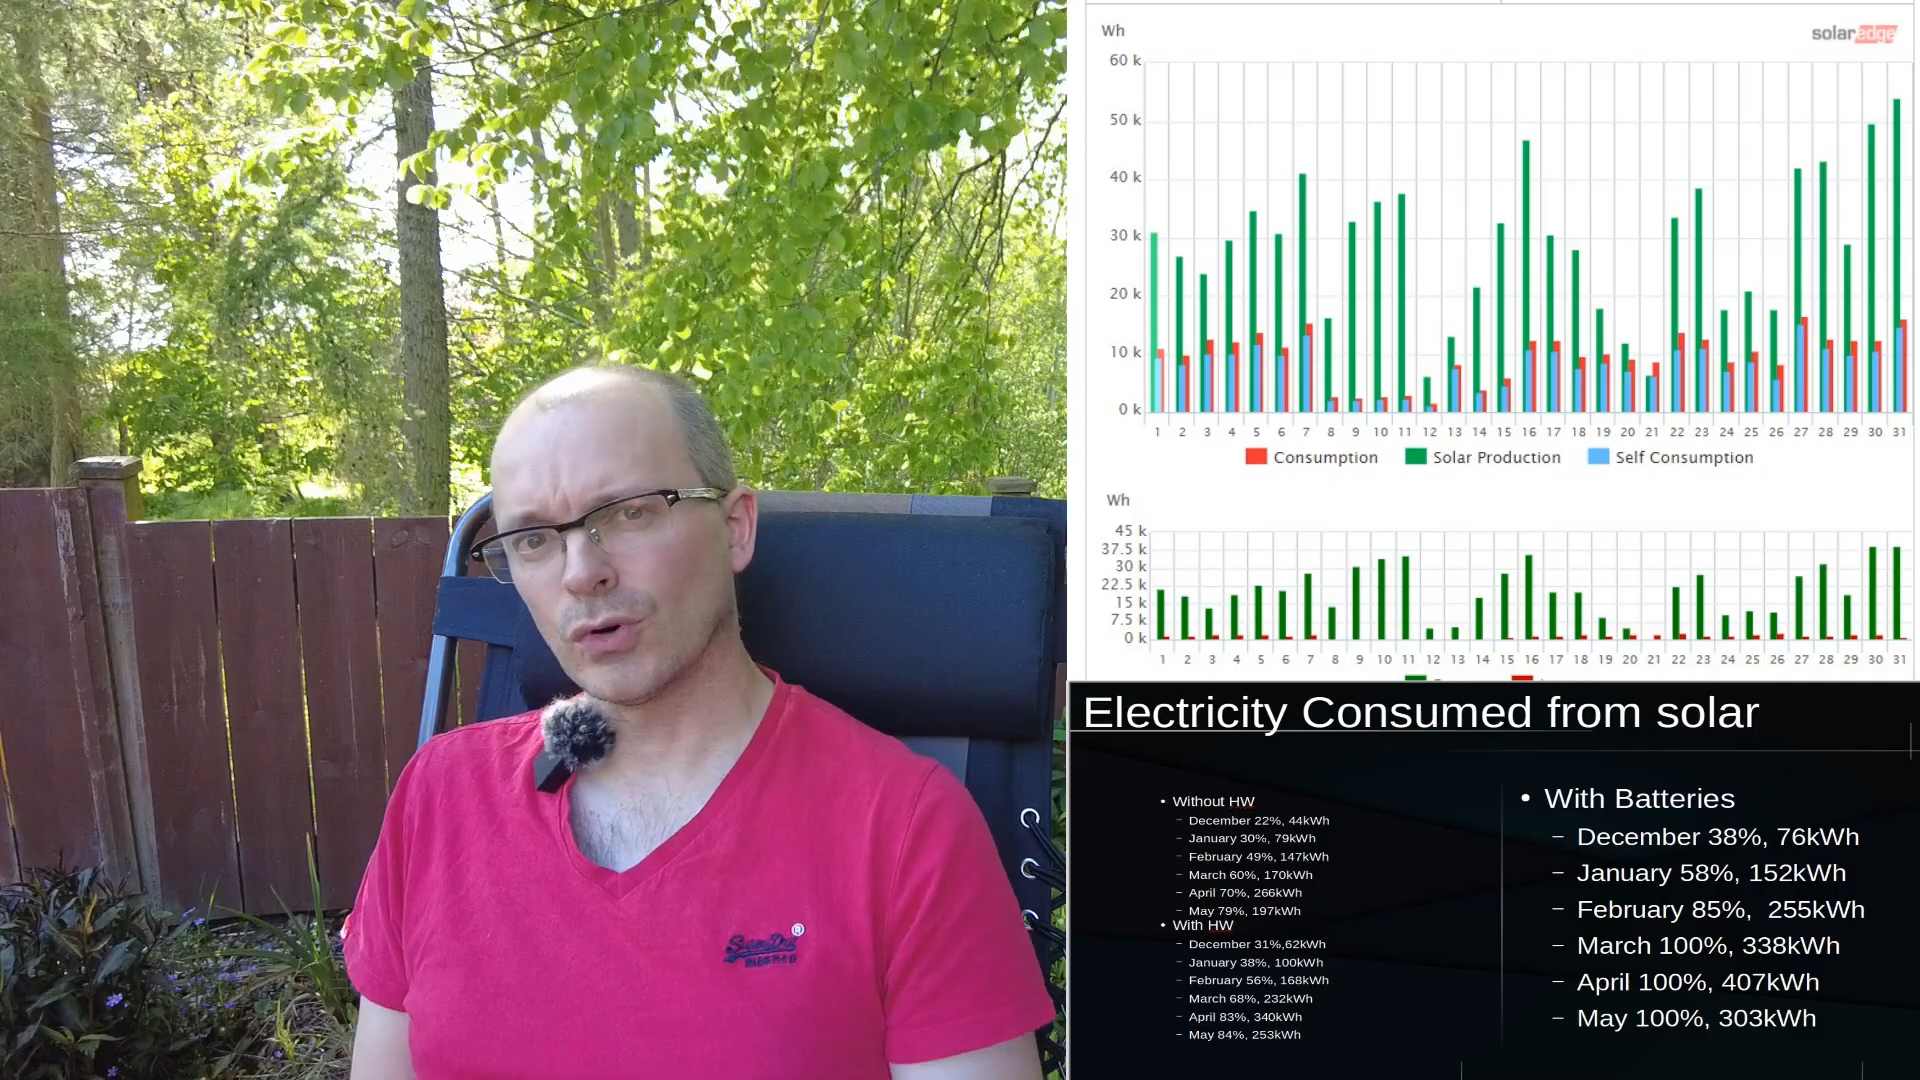 Wh
solaredge
60 k
50 k
40 k
30 k
20 k
10 k
0 k
1 2 3 4 5 6 7 8 9 10 11 12 13 14 15 16 17 18 19 20 21 22 23 24 25 26 27 28 29 30 31
Consumption Solar Production Self Consumption
Wh
45 k
37.5 k
30 k
22.5 k
15 k
7.5 k
0 k
1 2 3 4 5 6 7 8 9 10 11 12 13 14 15 16 17 18 19 20 21 22 23 24 25 26 27 28 29 30 31
Electricity Consumed from solar
• Without HW
– December 22%, 44kWh
– January 30%, 79kWh
– February 49%, 147kWh
– March 60%, 170kWh
– April 70%, 266kWh
– May 79%, 197kWh
• With HW
– December 31%,62kWh
– January 38%, 100kWh
– February 56%, 168kWh
– March 68%, 232kWh
– April 83%, 340kWh
– May 84%, 253kWh
• With Batteries
– December 38%, 76kWh
– January 58%, 152kWh
– February 85%,  255kWh
– March 100%, 338kWh
– April 100%, 407kWh
– May 100%, 303kWh
®